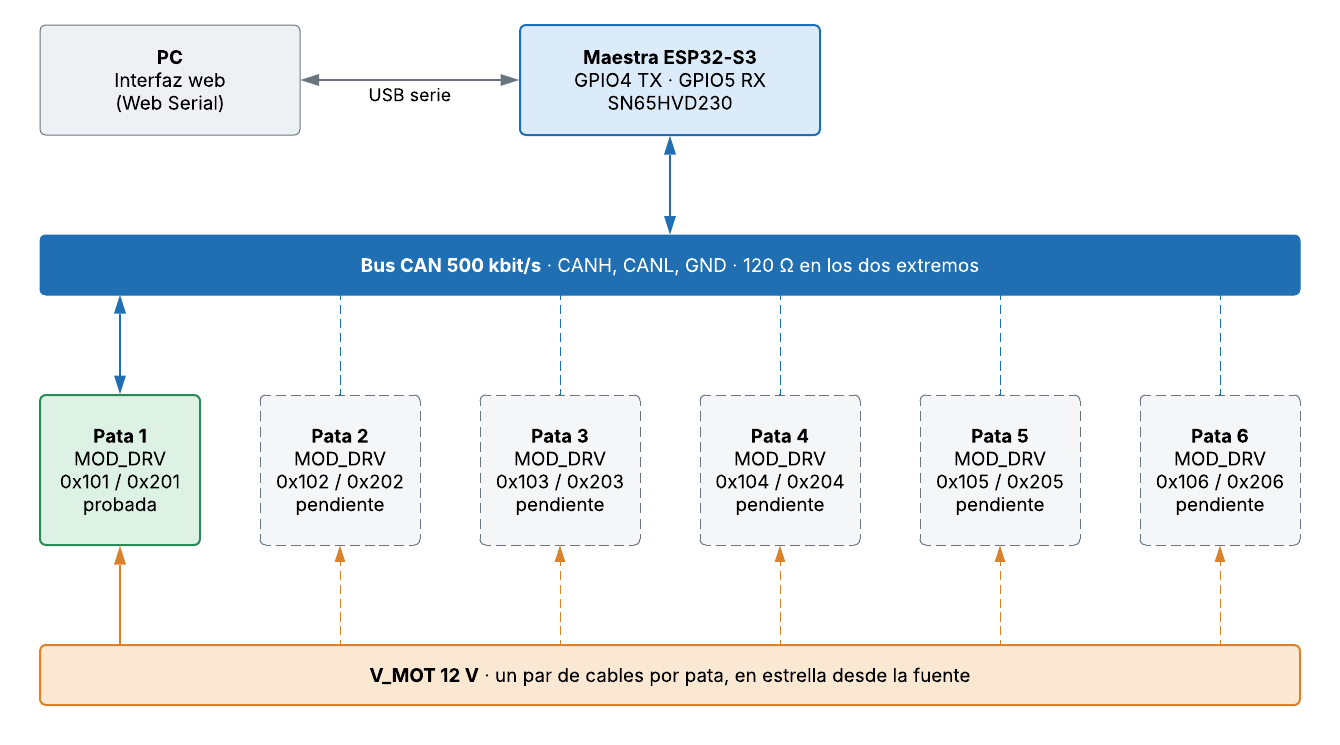 PC
Interfaz web
(Web Serial)
USB serie
Maestra ESP32-S3
GPIO4 TX · GPIO5 RX
SN65HVD230
Bus CAN 500 kbit/s · CANH, CANL, GND · 120 Ω en los dos extremos
Pata 1
MOD_DRV
0x101 / 0x201
probada
Pata 2
MOD_DRV
0x102 / 0x202
pendiente
Pata 3
MOD_DRV
0x103 / 0x203
pendiente
Pata 4
MOD_DRV
0x104 / 0x204
pendiente
Pata 5
MOD_DRV
0x105 / 0x205
pendiente
Pata 6
MOD_DRV
0x106 / 0x206
pendiente
V_MOT 12 V · un par de cables por pata, en estrella desde la fuente